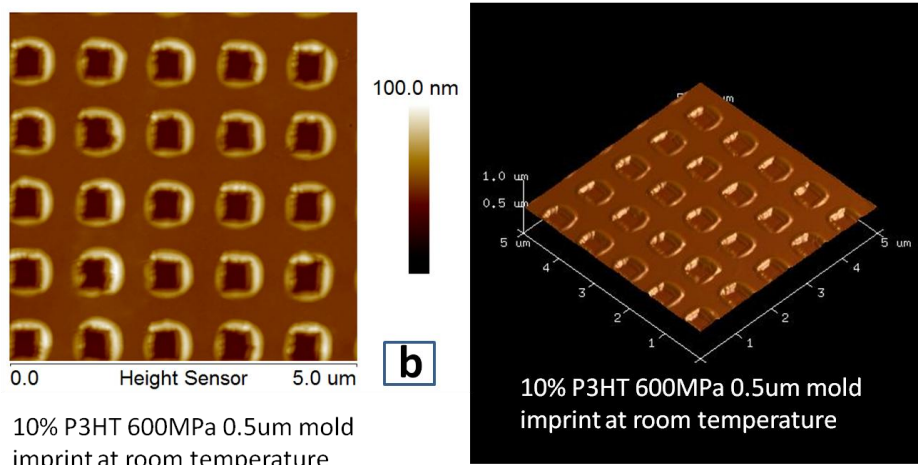 100.0 nm
0.0 Height Sensor 5.0 um
b
10% P3HT 600MPa 0.5um mold
imprint at room temperature
1.0 um
0.5 um
5 um
4
3
2
1
1
2
3
4
5 um
10% P3HT 600MPa 0.5um mold
imprint at room temperature